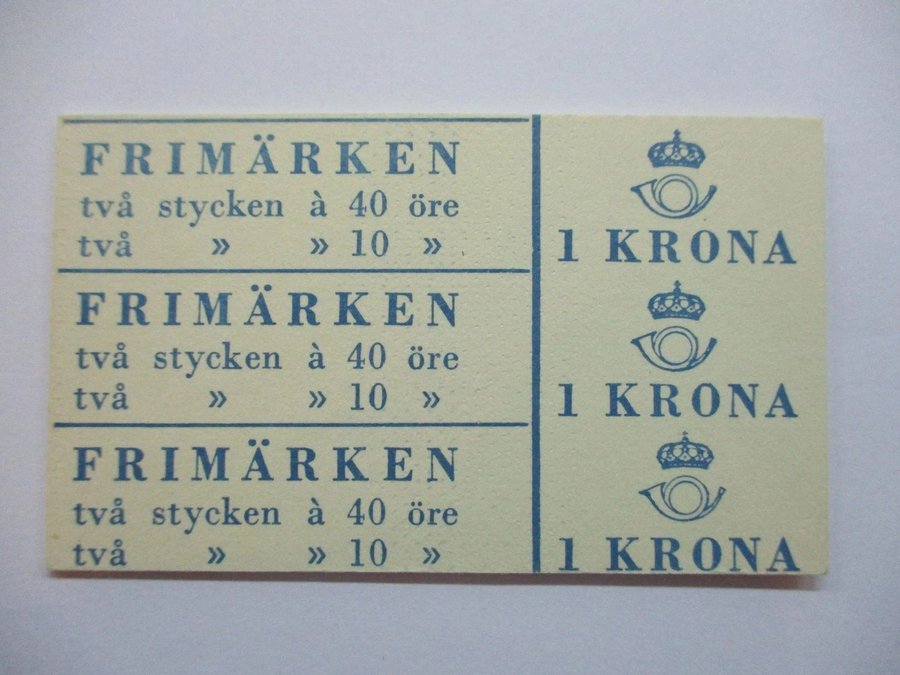 FRIMÄRKEN
två stycken à 40 öre
två » » 10 »
1 KRONA
FRIMÄRKEN
två stycken à 40 öre
två » » 10 »
1 KRONA
FRIMÄRKEN
två stycken à 40 öre
två » » 10 »
1 KRONA